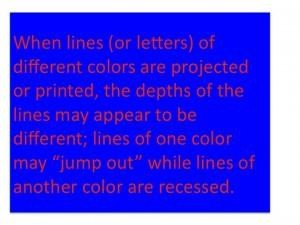 When lines (or letters) of
different colors are projected
or printed, the depths of the
lines may appear to be
different; lines of one color
may “jump out” while lines of
another color are recessed.